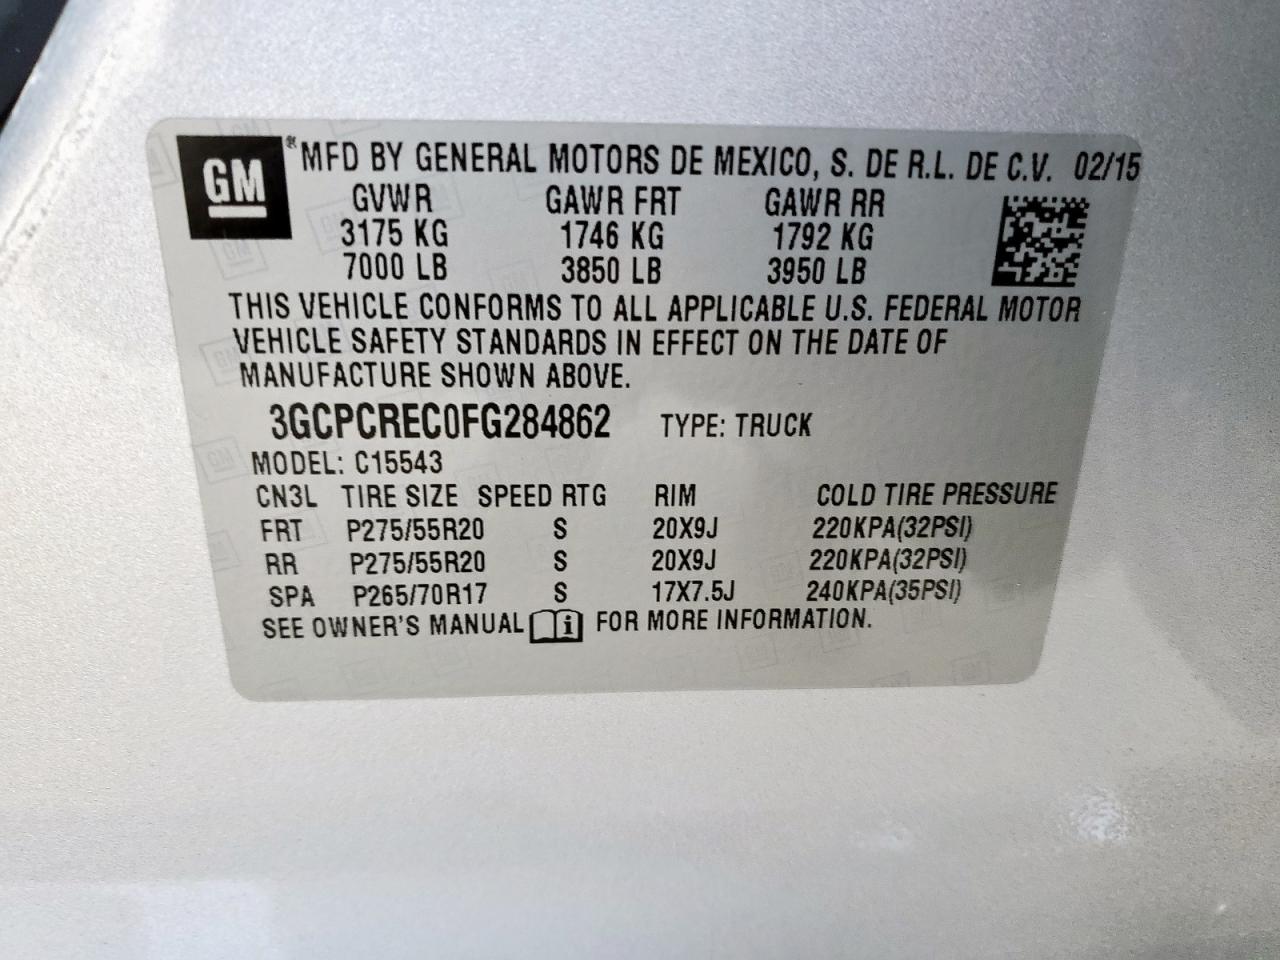 GM ® MFD BY GENERAL MOTORS DE MEXICO, S. DE R.L. DE C.V. 02/15
GVWR GAWR FRT GAWR RR
3175 KG 1746 KG 1792 KG
7000 LB 3850 LB 3950 LB
THIS VEHICLE CONFORMS TO ALL APPLICABLE U.S. FEDERAL MOTOR
VEHICLE SAFETY STANDARDS IN EFFECT ON THE DATE OF
MANUFACTURE SHOWN ABOVE.
3GCPCREC0FG284862 TYPE: TRUCK
MODEL: C15543
CN3L TIRE SIZE SPEED RTG RIM COLD TIRE PRESSURE
FRT P275/55R20 S 20X9J 220KPA(32PSI)
RR P275/55R20 S 20X9J 220KPA(32PSI)
SPA P265/70R17 S 17X7.5J 240KPA(35PSI)
SEE OWNER'S MANUAL i FOR MORE INFORMATION.